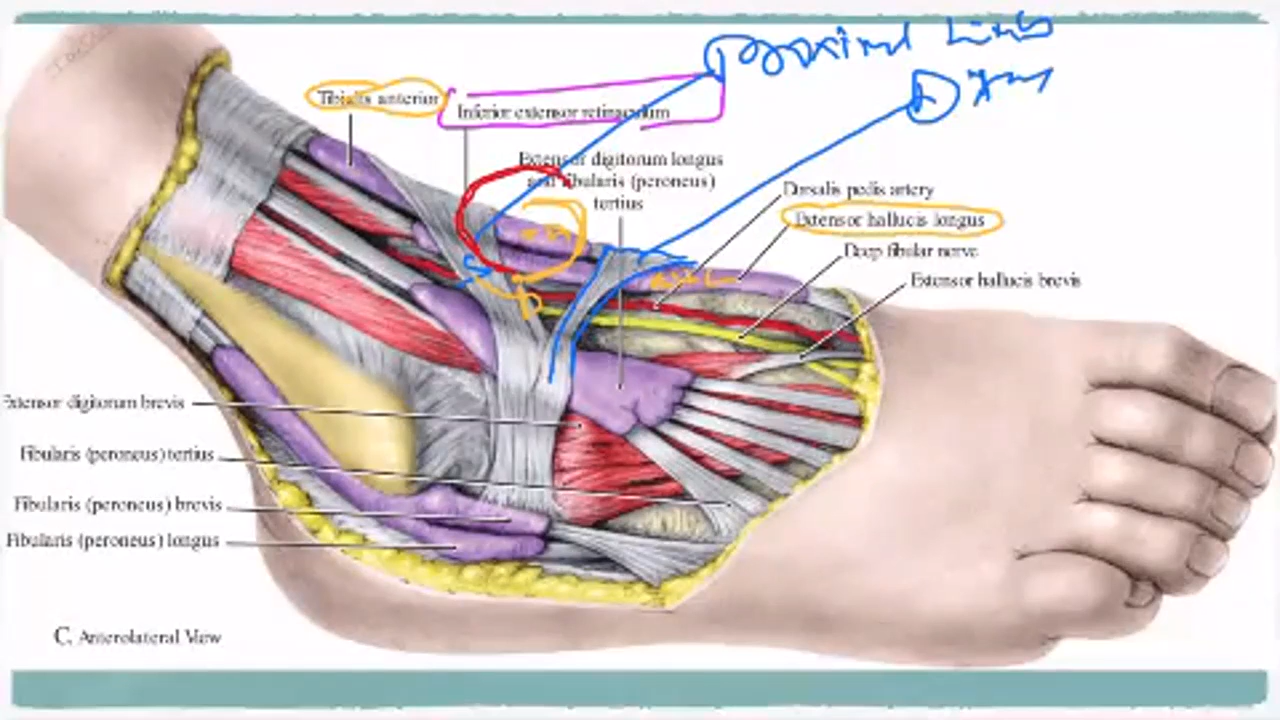 Proximal Limb
Tibialis anterior
Inferior extensor retinaculum
Extensor digitorum longus
and fibularis (peroneus)
tertius
Dorsalis pedis artery
Extensor hallucis longus
Deep fibular nerve
Extensor hallucis brevis
Extensor digitorum brevis
Fibularis (peroneus) tertius
Fibularis (peroneus) brevis
Fibularis (peroneus) longus
C. Anterolateral View